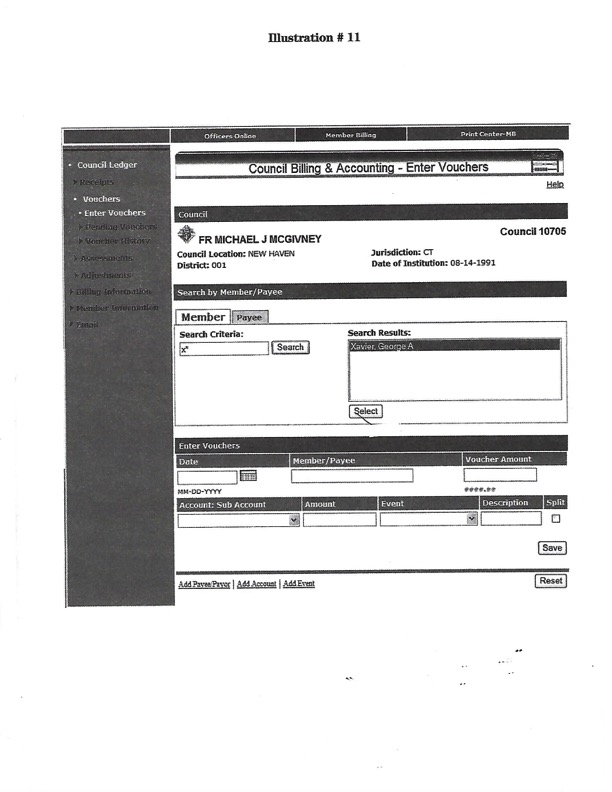 Illustration # 11
Officers Online Member Billing Print Center-MB
Council Ledger
Receipts
Vouchers
Enter Vouchers
Pending Vouchers
Voucher History
Assessments
Adjustments
Billing Information
Member Information
Email
Council Billing & Accounting - Enter Vouchers
Help
Council
FR MICHAEL J MCGIVNEY
Council 10705
Council Location: NEW HAVEN Jurisdiction: CT
District: 001 Date of Institution: 08-14-1991
Search by Member/Payee
Member Payee
Search Criteria: Search Results:
x* Search Xavier, George A
Select
Enter Vouchers
Date Member/Payee Voucher Amount
MM-DD-YYYY ####.##
Account: Sub Account Amount Event Description Split
Save
Add Payee/Payor | Add Account | Add Event Reset